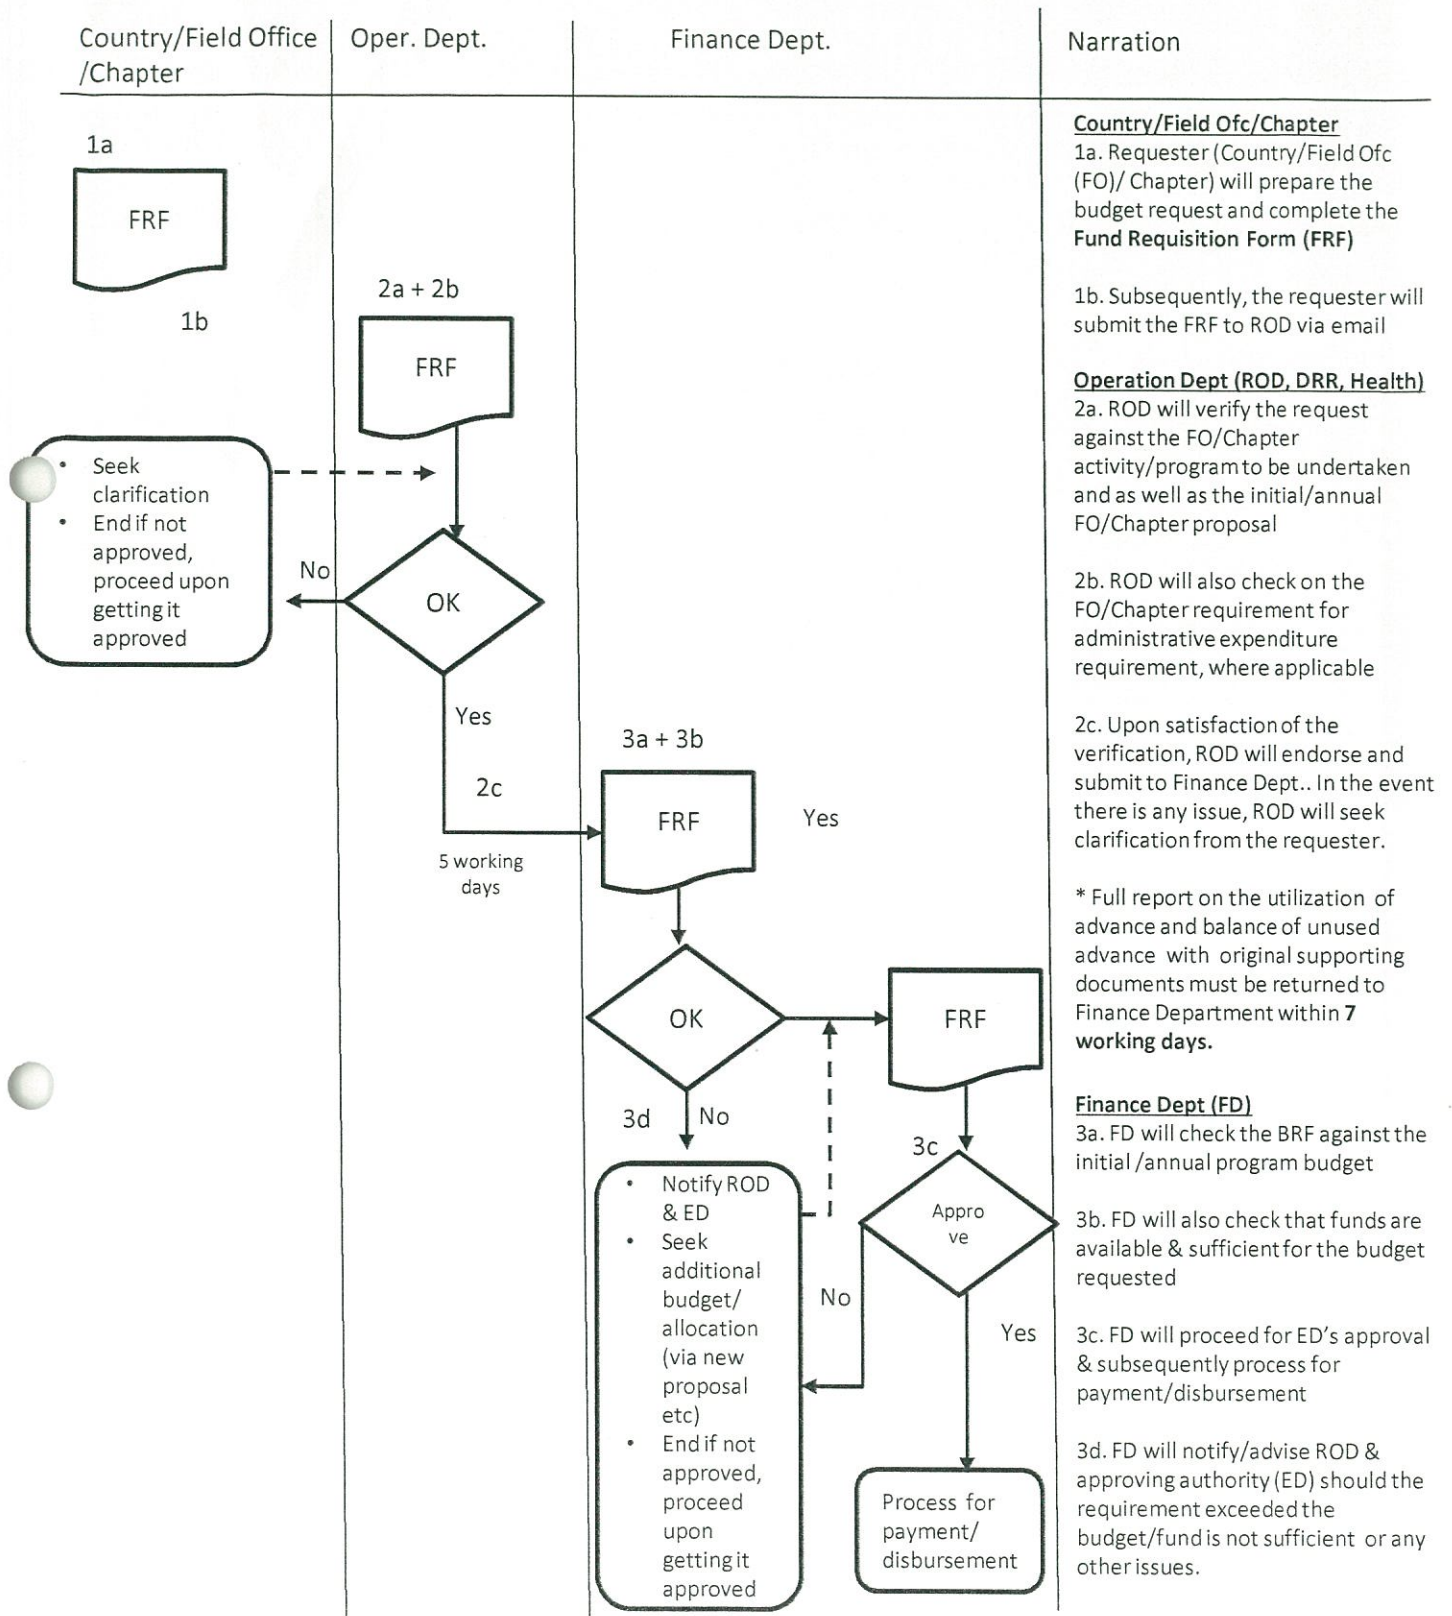 Country/Field Office
/Chapter
Oper. Dept.
Finance Dept.
Narration
1a
FRF
1b
2a + 2b
FRF
• Seek
clarification
• End if not
approved,
proceed upon
getting it
approved
No
OK
Yes
2c
5 working
days
3a + 3b
FRF
Yes
OK
FRF
3d
No
3c
• Notify ROD
& ED
• Seek
additional
budget/
allocation
(via new
proposal
etc)
• End if not
approved,
proceed
upon
getting it
approved
Appro
ve
No
Yes
Process for
payment/
disbursement
Country/Field Ofc/Chapter
1a. Requester (Country/Field Ofc
(FO)/ Chapter) will prepare the
budget request and complete the
Fund Requisition Form (FRF)
1b. Subsequently, the requester will
submit the FRF to ROD via email
Operation Dept (ROD, DRR, Health)
2a. ROD will verify the request
against the FO/Chapter
activity/program to be undertaken
and as well as the initial/annual
FO/Chapter proposal
2b. ROD will also check on the
FO/Chapter requirement for
administrative expenditure
requirement, where applicable
2c. Upon satisfaction of the
verification, ROD will endorse and
submit to Finance Dept.. In the event
there is any issue, ROD will seek
clarification from the requester.
* Full report on the utilization of
advance and balance of unused
advance with original supporting
documents must be returned to
Finance Department within 7
working days.
Finance Dept (FD)
3a. FD will check the BRF against the
initial /annual program budget
3b. FD will also check that funds are
available & sufficient for the budget
requested
3c. FD will proceed for ED's approval
& subsequently process for
payment/disbursement
3d. FD will notify/advise ROD &
approving authority (ED) should the
requirement exceeded the
budget/fund is not sufficient or any
other issues.